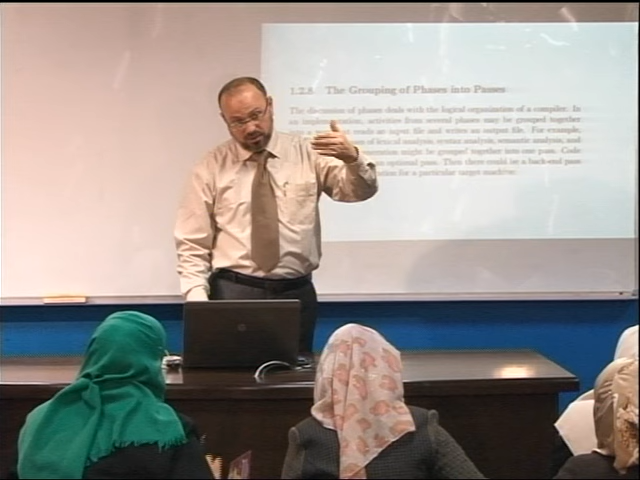 1.2.8 The Grouping of Phases into Passes
The discussion of phases deals with the logical organization of a compiler. In
an implementation, activities from several phases may be grouped together
reads an input file and writes an output file. For example,
of lexical analysis, syntax analysis, semantic analysis, and
might be grouped together into one pass. Code
an optional pass. Then there could be a back-end pass
for a particular target machine.
hp